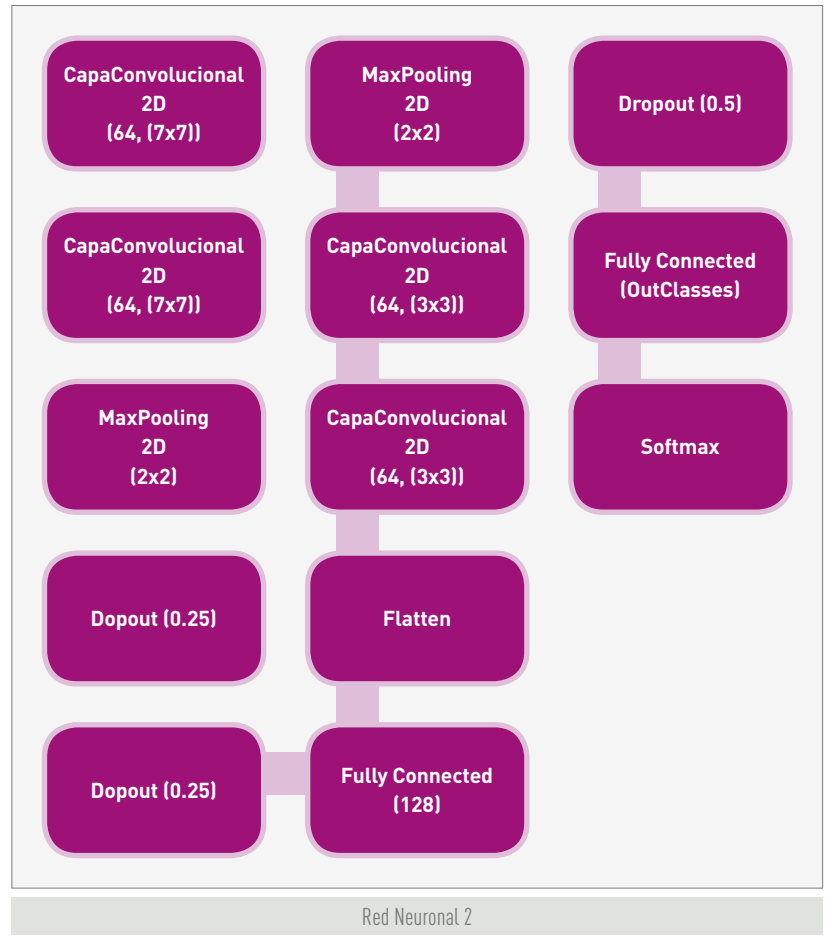 CapaConvolucional
2D
(64, (7x7))
CapaConvolucional
2D
(64, (7x7))
MaxPooling
2D
(2x2)
Dopout (0.25)
Dopout (0.25)
MaxPooling
2D
(2x2)
CapaConvolucional
2D
(64, (3x3))
CapaConvolucional
2D
(64, (3x3))
Flatten
Fully Connected
(128)
Dropout (0.5)
Fully Connected
(OutClasses)
Softmax
Red Neuronal 2